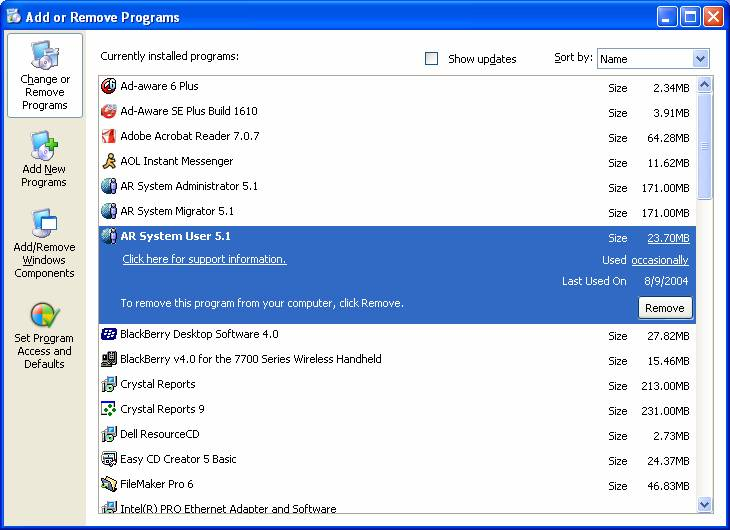 Add or Remove Programs
Change or
Remove
Programs
Add New
Programs
Add/Remove
Windows
Components
Set Program
Access and
Defaults
Currently installed programs:
Show updates
Sort by: Name
Ad-aware 6 Plus Size 2.34MB
Ad-Aware SE Plus Build 1610 Size 3.91MB
Adobe Acrobat Reader 7.0.7 Size 64.28MB
AOL Instant Messenger Size 11.62MB
AR System Administrator 5.1 Size 171.00MB
AR System Migrator 5.1 Size 171.00MB
AR System User 5.1 Size 23.70MB
Click here for support information. Used occasionally
Last Used On 8/9/2004
To remove this program from your computer, click Remove. Remove
BlackBerry Desktop Software 4.0 Size 27.82MB
BlackBerry v4.0 for the 7700 Series Wireless Handheld Size 15.46MB
Crystal Reports Size 213.00MB
Crystal Reports 9 Size 231.00MB
Dell ResourceCD Size 2.73MB
Easy CD Creator 5 Basic Size 24.37MB
FileMaker Pro 6 Size 46.83MB
Intel(R) PRO Ethernet Adapter and Software